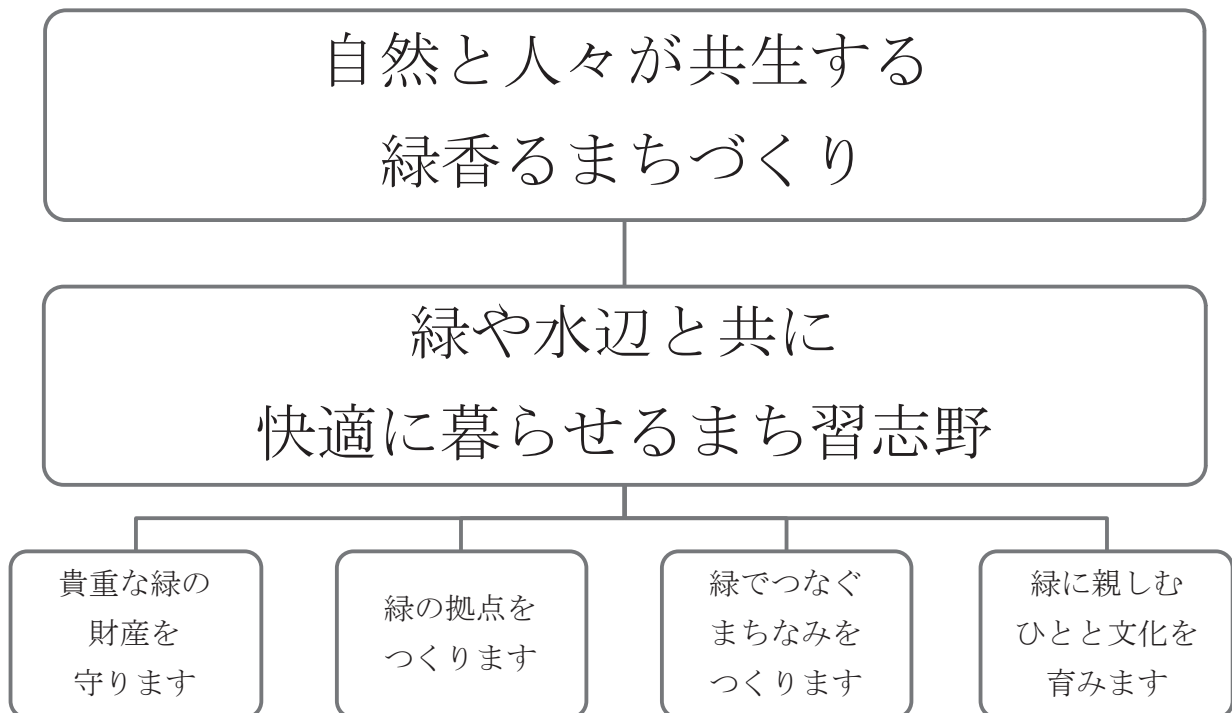 自然と人々が共生する
緑香るまちづくり
緑や水辺と共に
快適に暮らせるまち習志野
貴重な緑の
財産を
守ります
緑の拠点を
つくります
緑でつなぐ
まちなみを
つくります
緑に親しむ
ひとと文化を
育みます